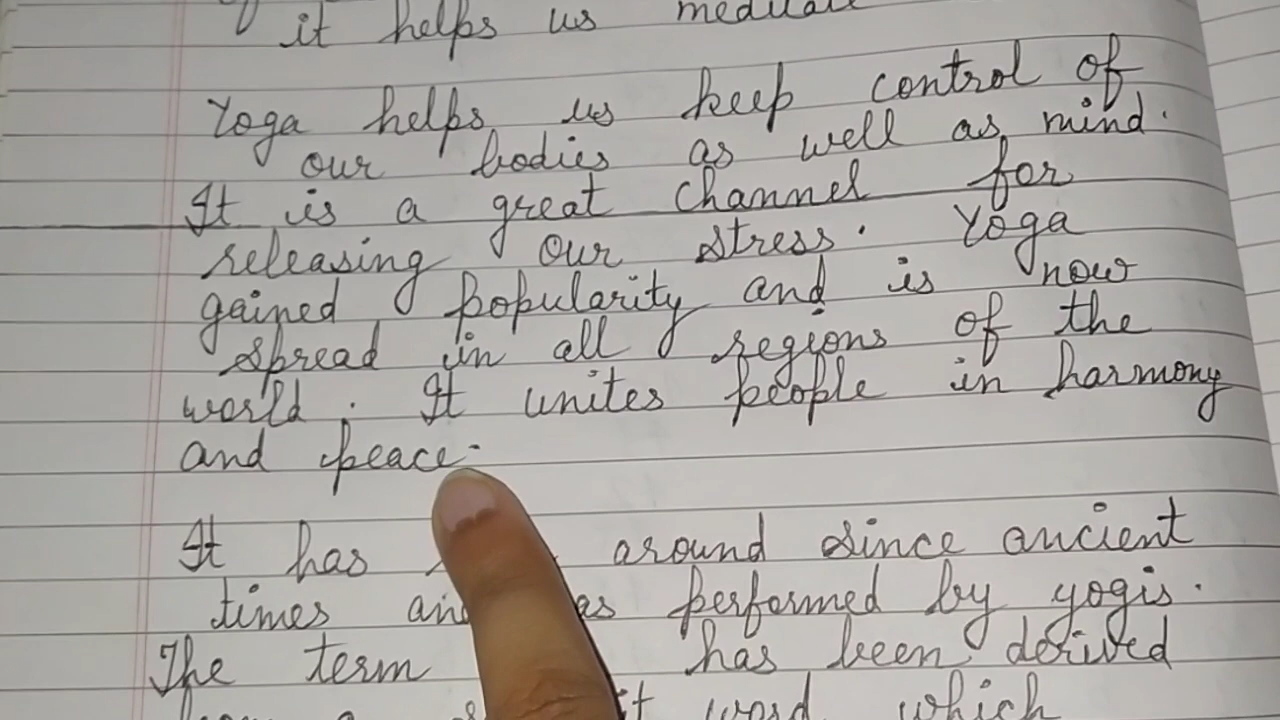 it helps us meditate
Yoga helps us keep control of
our bodies as well as mind.
It is a great channel for
releasing our stress. Yoga
gained popularity and is now
spread in all regions of the
world. It unites people in harmony
and peace.
It has around since ancient
times and as performed by yogis.
The term has been derived
word which